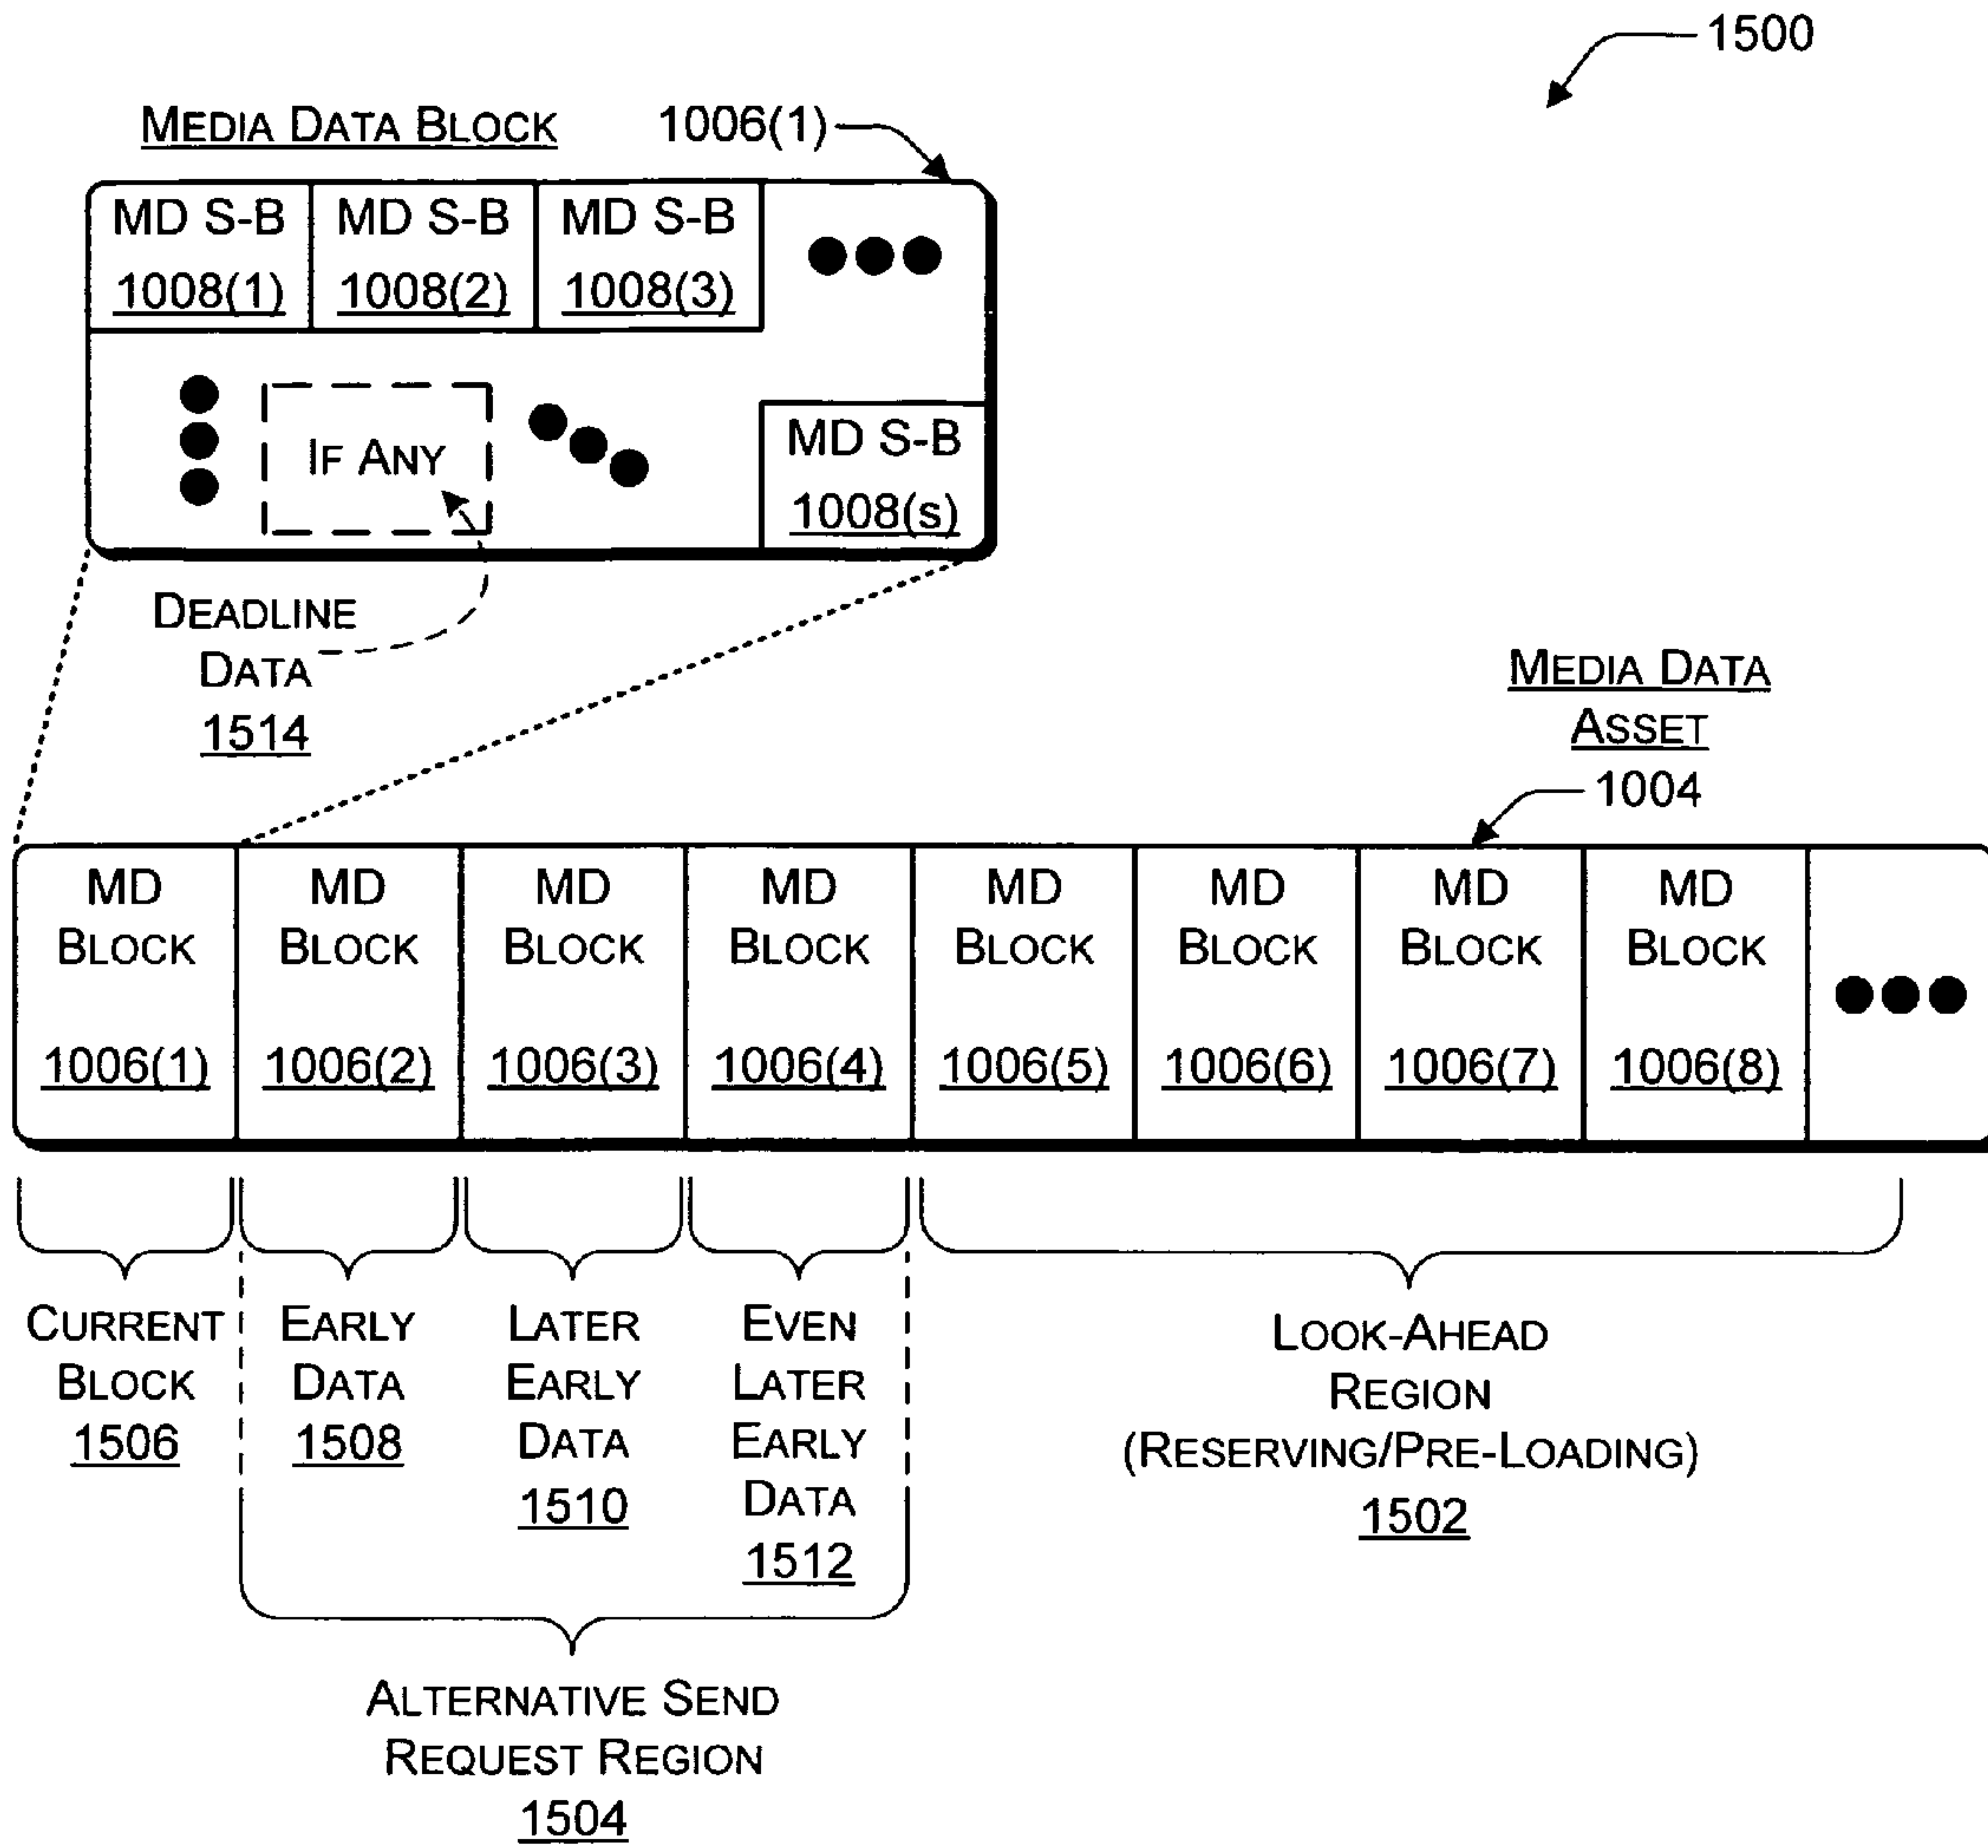 1500
MEDIA DATA BLOCK 1006(1)
MD S-B MD S-B MD S-B
1008(1) 1008(2) 1008(3)
IF ANY
MD S-B
1008(s)
DEADLINE
DATA
1514
MEDIA DATA
ASSET
1004
MD MD MD MD MD MD MD MD
BLOCK BLOCK BLOCK BLOCK BLOCK BLOCK BLOCK BLOCK
1006(1) 1006(2) 1006(3) 1006(4) 1006(5) 1006(6) 1006(7) 1006(8)
CURRENT
BLOCK
1506
EARLY
DATA
1508
LATER
EARLY
DATA
1510
EVEN
LATER
EARLY
DATA
1512
LOOK-AHEAD
REGION
(RESERVING/PRE-LOADING)
1502
ALTERNATIVE SEND
REQUEST REGION
1504